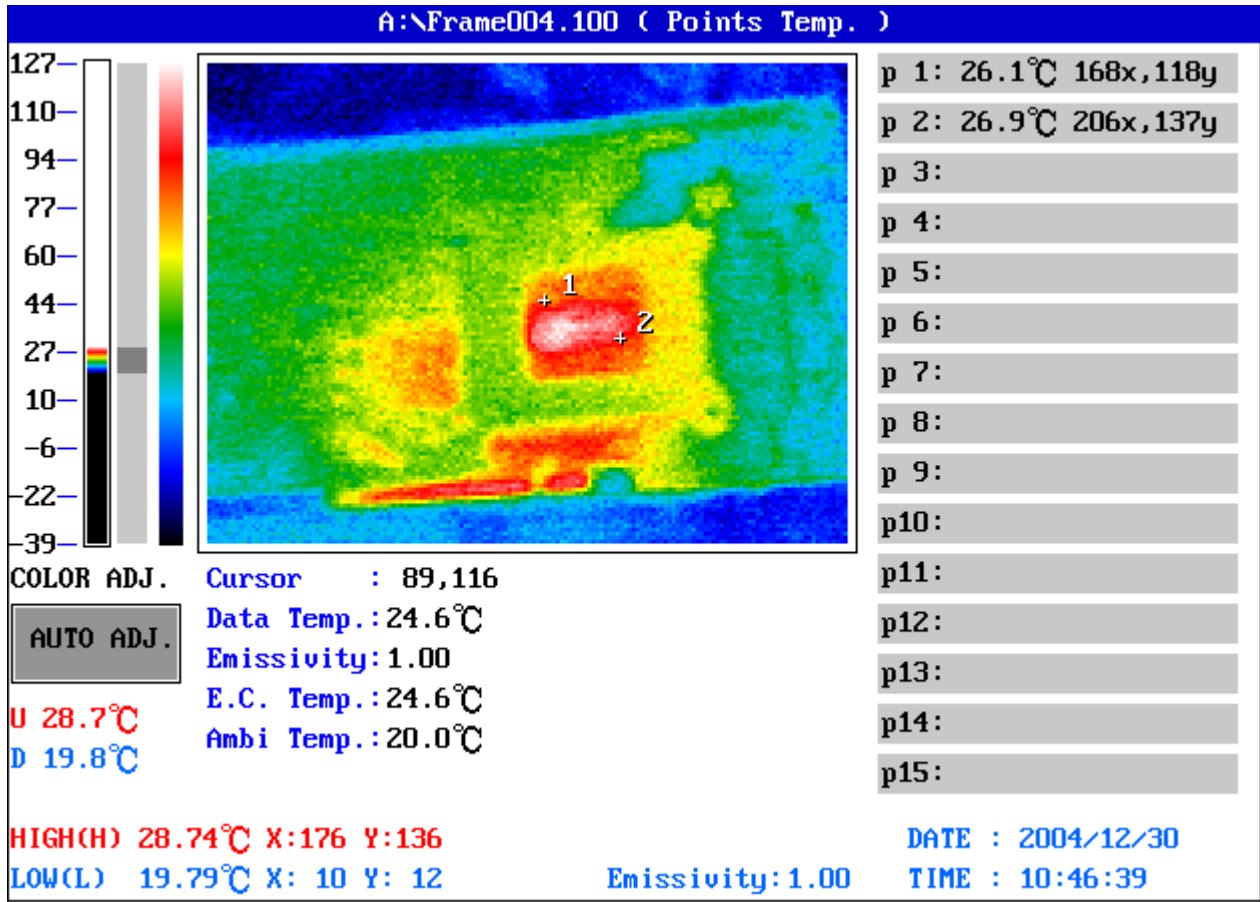 A:\Frame004.100 ( Points Temp. )
127
110
94
77
60
44
27
10
-6
-22
-39
1
2
p 1: 26.1℃ 168x,118y
p 2: 26.9℃ 206x,137y
p 3:
p 4:
p 5:
p 6:
p 7:
p 8:
p 9:
p10:
p11:
p12:
p13:
p14:
p15:
COLOR ADJ.
AUTO ADJ.
U 28.7℃
D 19.8℃
Cursor : 89,116
Data Temp.:24.6℃
Emissivity:1.00
E.C. Temp.:24.6℃
Ambi Temp.:20.0℃
HIGH(H) 28.74℃ X:176 Y:136
LOW(L) 19.79℃ X: 10 Y: 12
Emissivity:1.00
DATE : 2004/12/30
TIME : 10:46:39